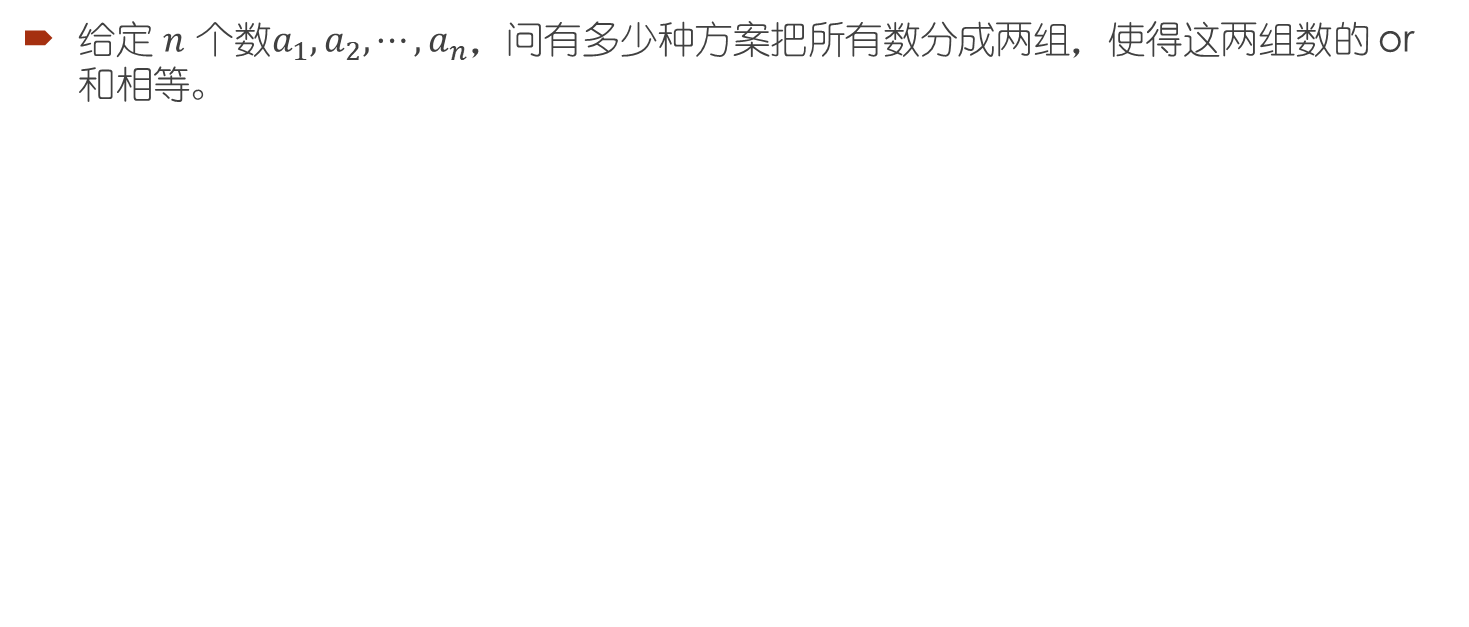 给定 n 个数a₁, a₂, ⋯ , aₙ，问有多少种方案把所有数分成两组，使得这两组数的 or
和相等。